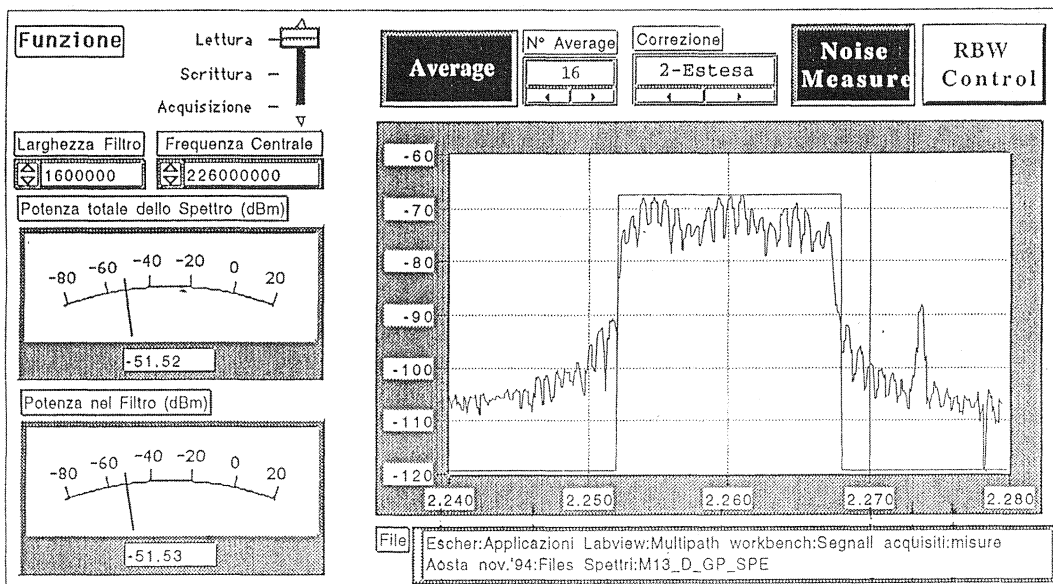 Funzione
Lettura
Scrittura
Acquisizione
Average
N° Average
16
Correzione
2-Estesa
Noise
Measure
RBW
Control
Larghezza Filtro
1600000
Frequenza Centrale
226000000
Potenza totale dello Spettro (dBm)
-80 -60 -40 -20 0 20
-51.52
Potenza nel Filtro (dBm)
-80 -60 -40 -20 0 20
-51.53
-60
-70
-80
-90
-100
-110
-120
2.240 2.250 2.260 2.270 2.280
File
Escher:Applicazioni Labview:Multipath workbench:Segnali acquisiti:misure
Aosta nov.'94:Files Spettri:M13_D_GP_SPE